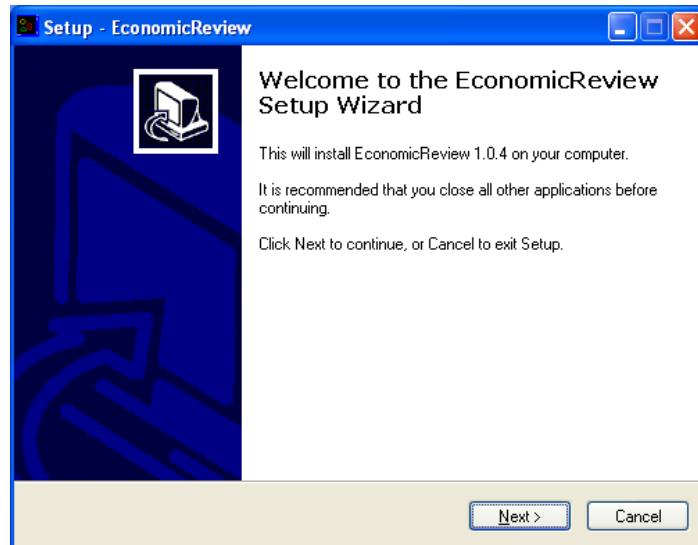 Setup - EconomicReview
Welcome to the EconomicReview
Setup Wizard
This will install EconomicReview 1.0.4 on your computer.
It is recommended that you close all other applications before
continuing.
Click Next to continue, or Cancel to exit Setup.
Next >
Cancel